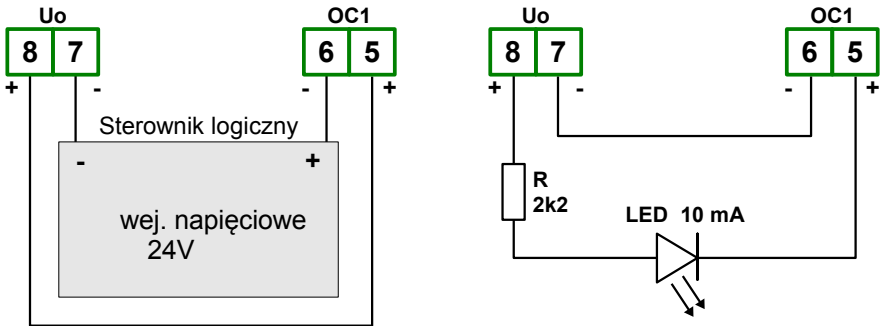 Uo OC1
8 7 6 5
+ - - +
Sterownik logiczny
- +
wej. napięciowe
24V
Uo OC1
8 7 6 5
+ - - +
R
2k2
LED 10 mA